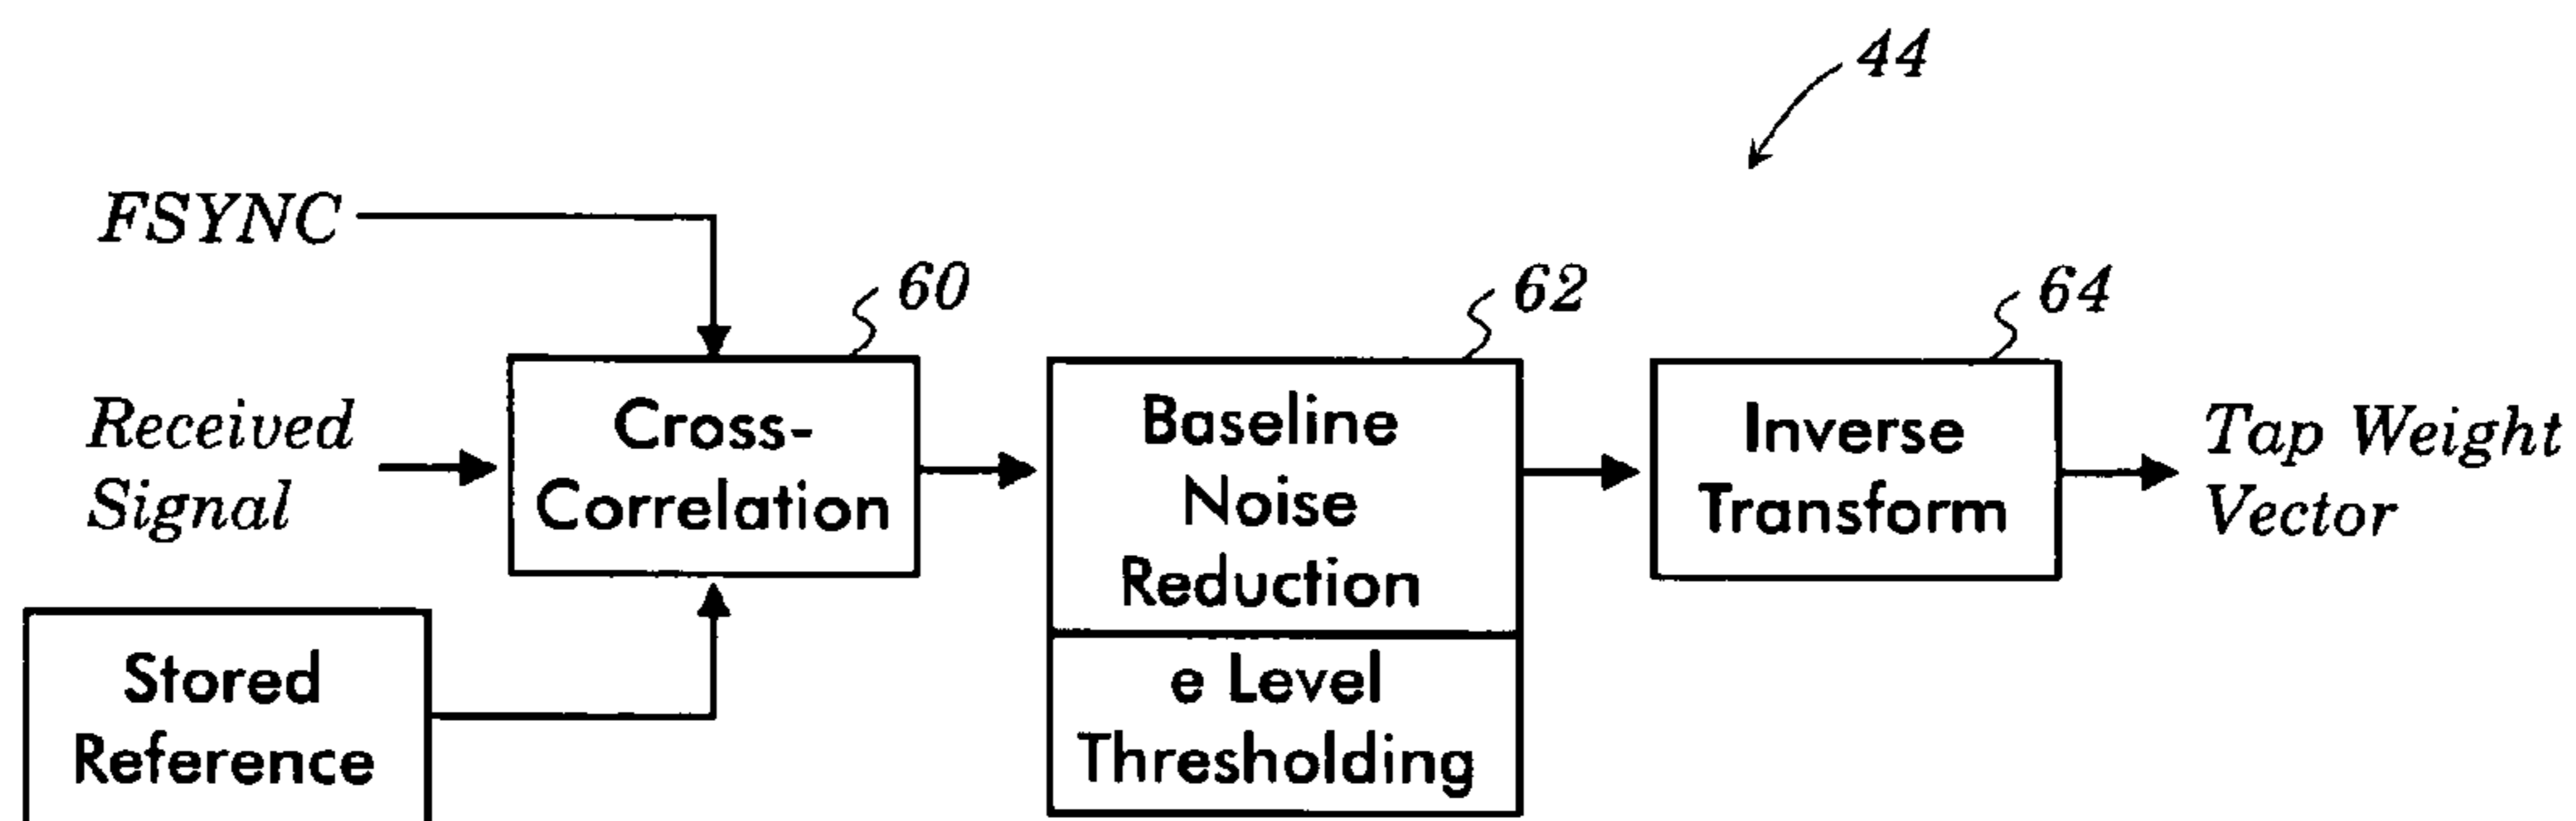 44
FSYNC
60
62
64
Received
Signal
Cross-
Correlation
Baseline
Noise
Reduction
Inverse
Transform
Tap Weight
Vector
Stored
Reference
e Level
Thresholding